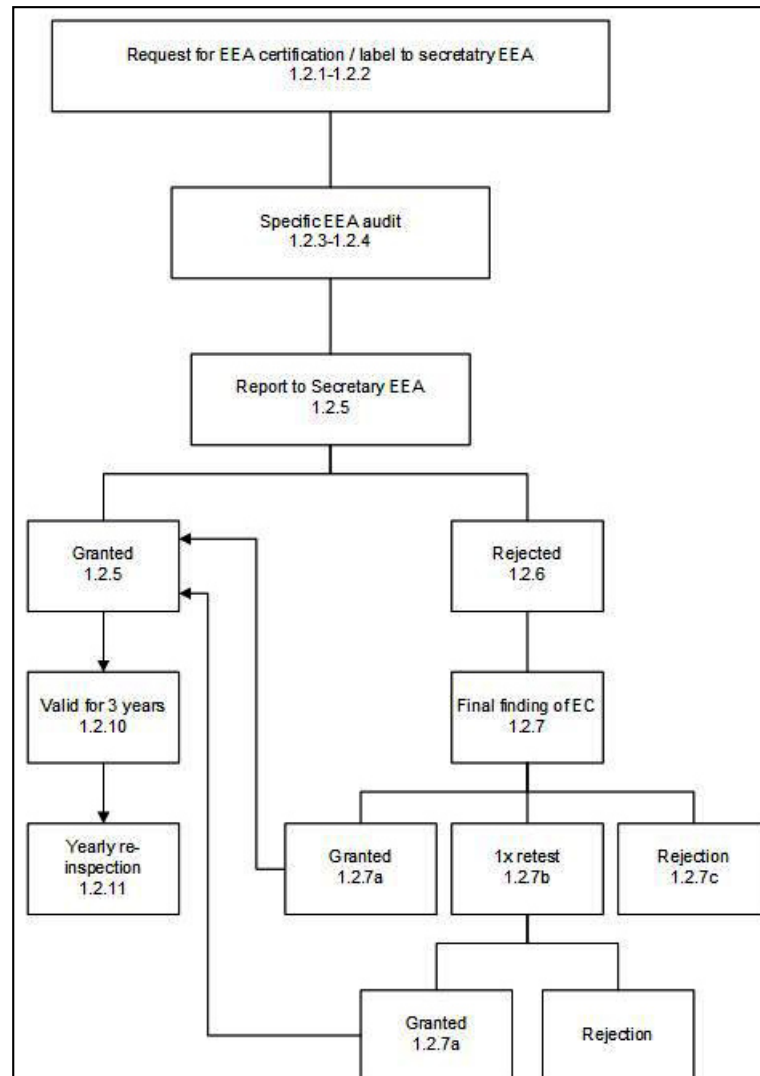 Request for EEA certification / label to secretatry EEA
1.2.1-1.2.2
Specific EEA audit
1.2.3-1.2.4
Report to Secretary EEA
1.2.5
Granted
1.2.5
Rejected
1.2.6
Valid for 3 years
1.2.10
Final finding of EC
1.2.7
Yearly re-
inspection
1.2.11
Granted
1.2.7a
1x retest
1.2.7b
Rejection
1.2.7c
Granted
1.2.7a
Rejection